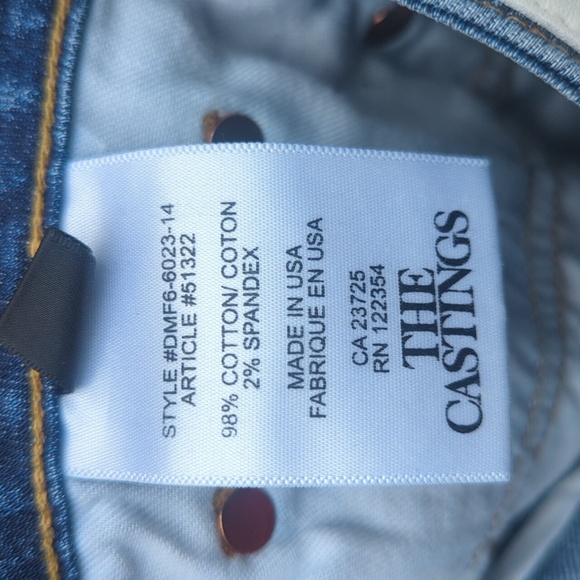 STYLE #DMF6-6023-14
ARTICLE #51322
98% COTTON/ COTON
2% SPANDEX
MADE IN USA
FABRIQUE EN USA
CA 23725
RN 122354
THE
CASTINGS